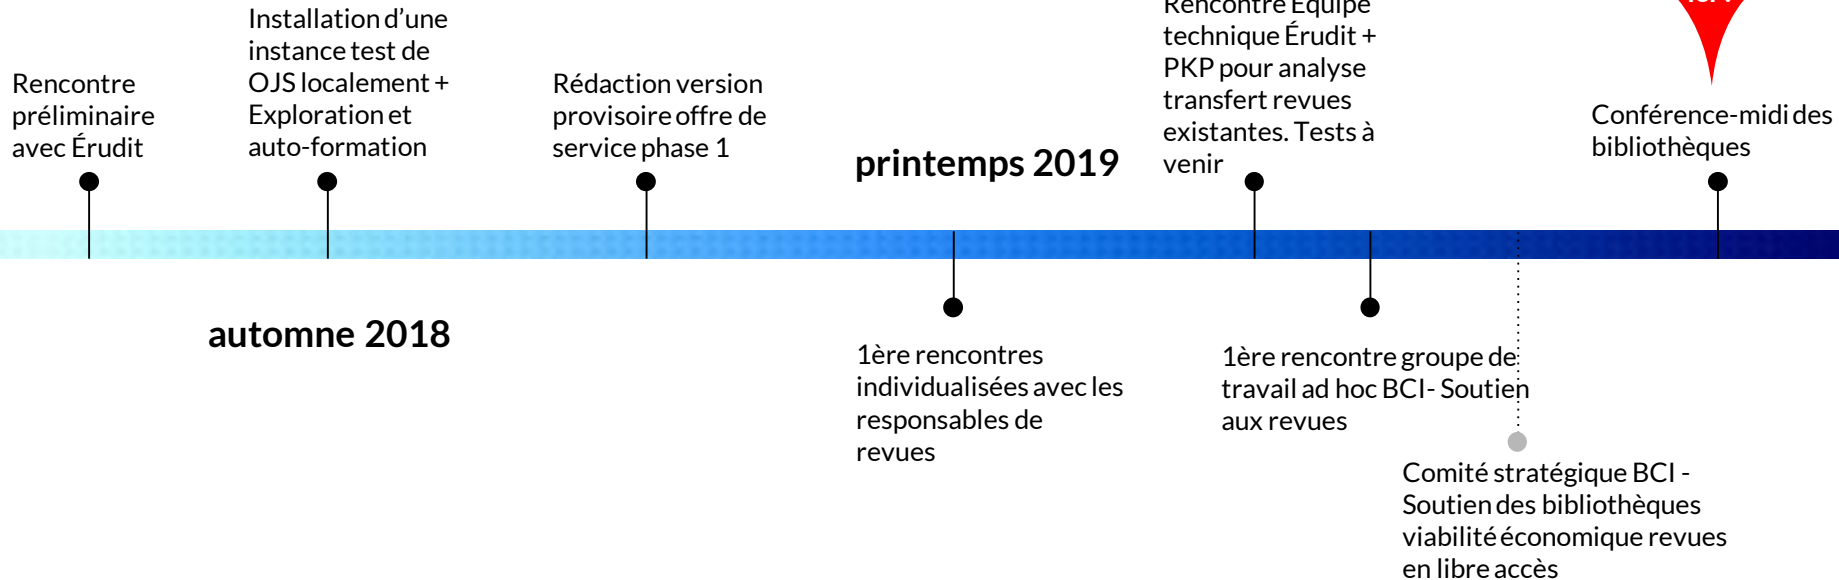 Rencontre
préliminaire
avec Érudit
Installation d’une
instance test de
OJS localement +
Exploration et
auto-formation
Rédaction version
provisoire offre de
service phase 1
printemps 2019
Rencontre Équipe
technique Érudit +
PKP pour analyse
transfert revues
existantes. Tests à
venir
Conférence-midi des
bibliothèques
automne 2018
1ère rencontres
individualisées avec les
responsables de
revues
1ère rencontre groupe de
travail ad hoc BCI- Soutien
aux revues
Comité stratégique BCI -
Soutien des bibliothèques
viabilité économique revues
en libre accès